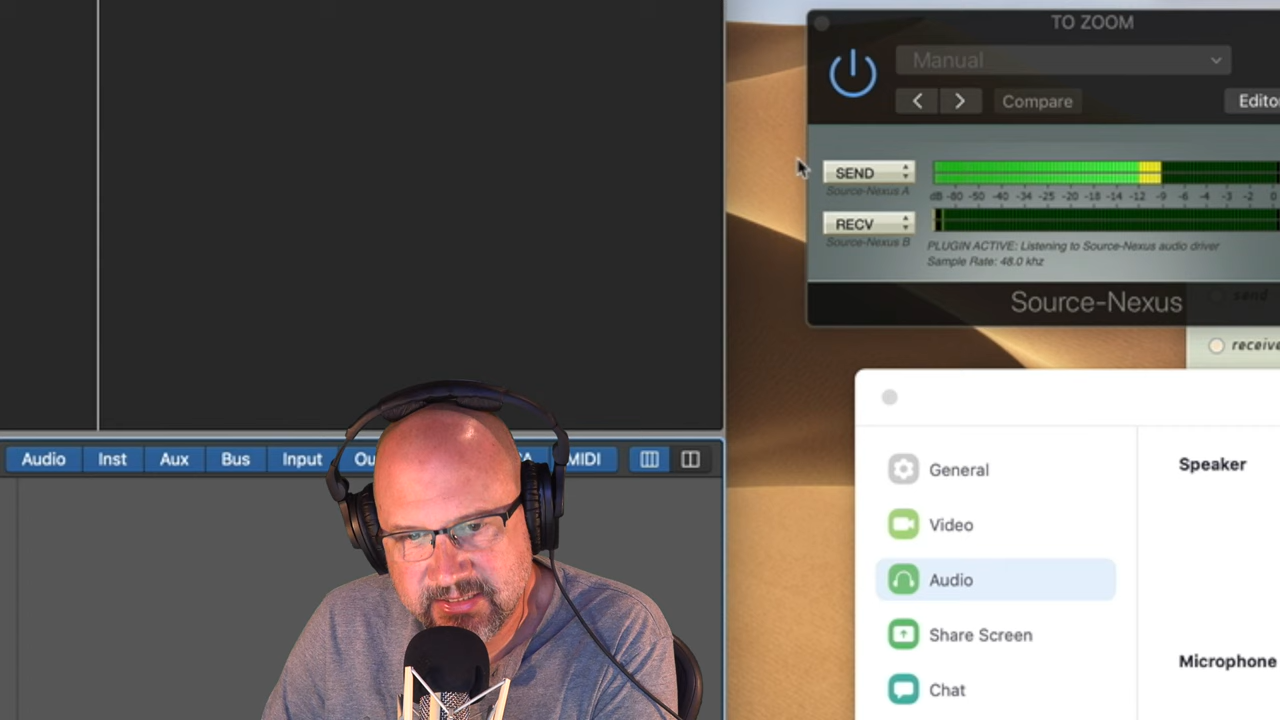 TO ZOOM
Manual
Compare
SEND
Source-Nexus A
dB -80 -50 -40 -34 -25 -20 -18 -14 -12 -9 -6 -4 -3 -2 0
RECV
Source-Nexus B
PLUGIN ACTIVE: Listening to Source-Nexus audio driver
Sample Rate: 48.0 khz
send
Source-Nexus
receive
Audio Inst Aux Bus Input MIDI
General
Video
Audio
Share Screen
Chat
Speaker
Microphone